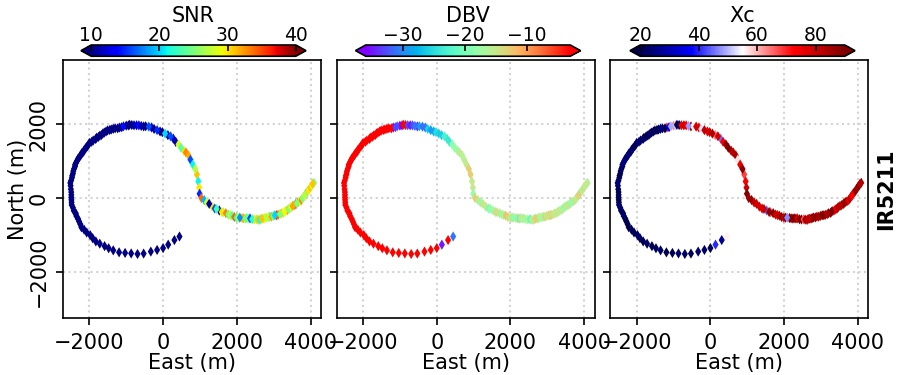 SNR DBV Xc
10 20 30 40 −30 −20 −10 20 40 60 80
North (m)
2000
0
−2000
IR5211
−2000 0 2000 4000 −2000 0 2000 4000 −2000 0 2000 4000
East (m) East (m) East (m)